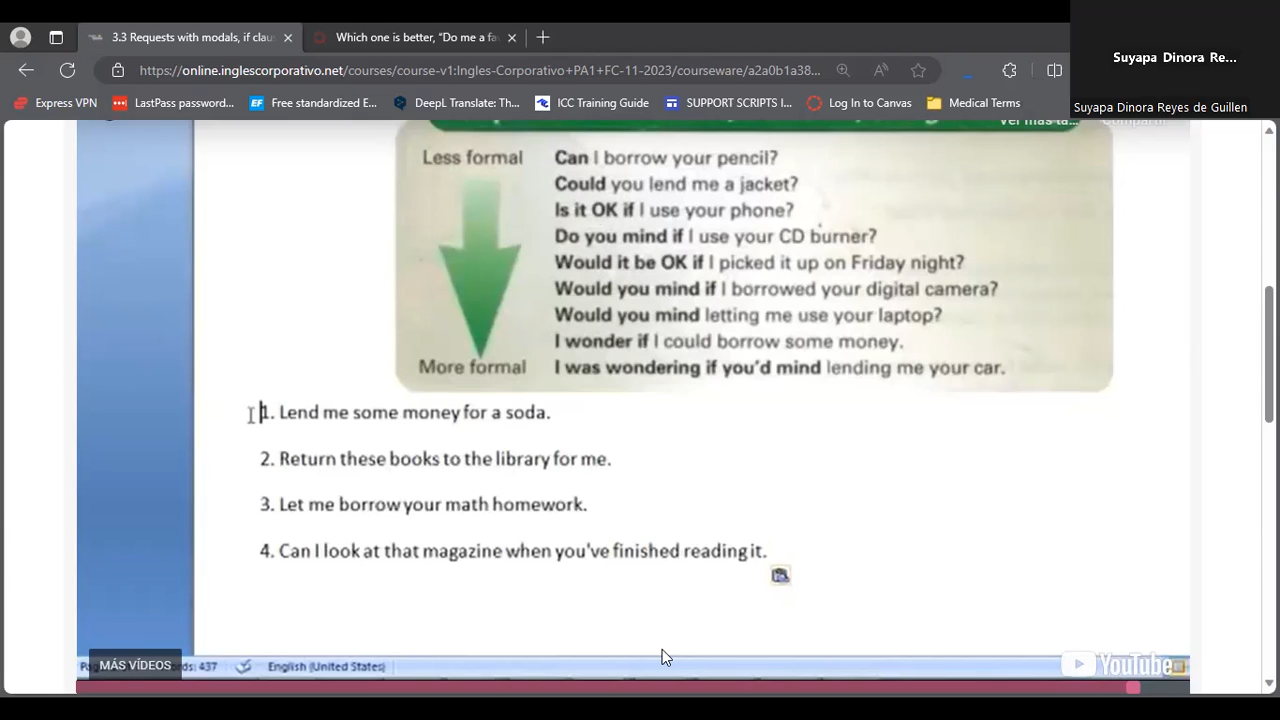 Suyapa Dinora Re...
Suyapa Dinora Reyes de Guillen
3.3 Requests with modals, if clau
Which one is better, “Do me a fa
https://online.inglescorporativo.net/courses/course-v1:Ingles-Corporativo+PA1+FC-11-2023/courseware/a2a0b1a38...
Express VPN
LastPass password...
Free standardized E...
DeepL Translate: Th...
ICC Training Guide
SUPPORT SCRIPTS I...
Log In to Canvas
Medical Terms
Less formal
Can I borrow your pencil?
Could you lend me a jacket?
Is it OK if I use your phone?
Do you mind if I use your CD burner?
Would it be OK if I picked it up on Friday night?
Would you mind if I borrowed your digital camera?
Would you mind letting me use your laptop?
I wonder if I could borrow some money.
More formal
I was wondering if you'd mind lending me your car.
1. Lend me some money for a soda.
2. Return these books to the library for me.
3. Let me borrow your math homework.
4. Can I look at that magazine when you've finished reading it.
MÁS VÍDEOS
437
English (United States)
YouTube